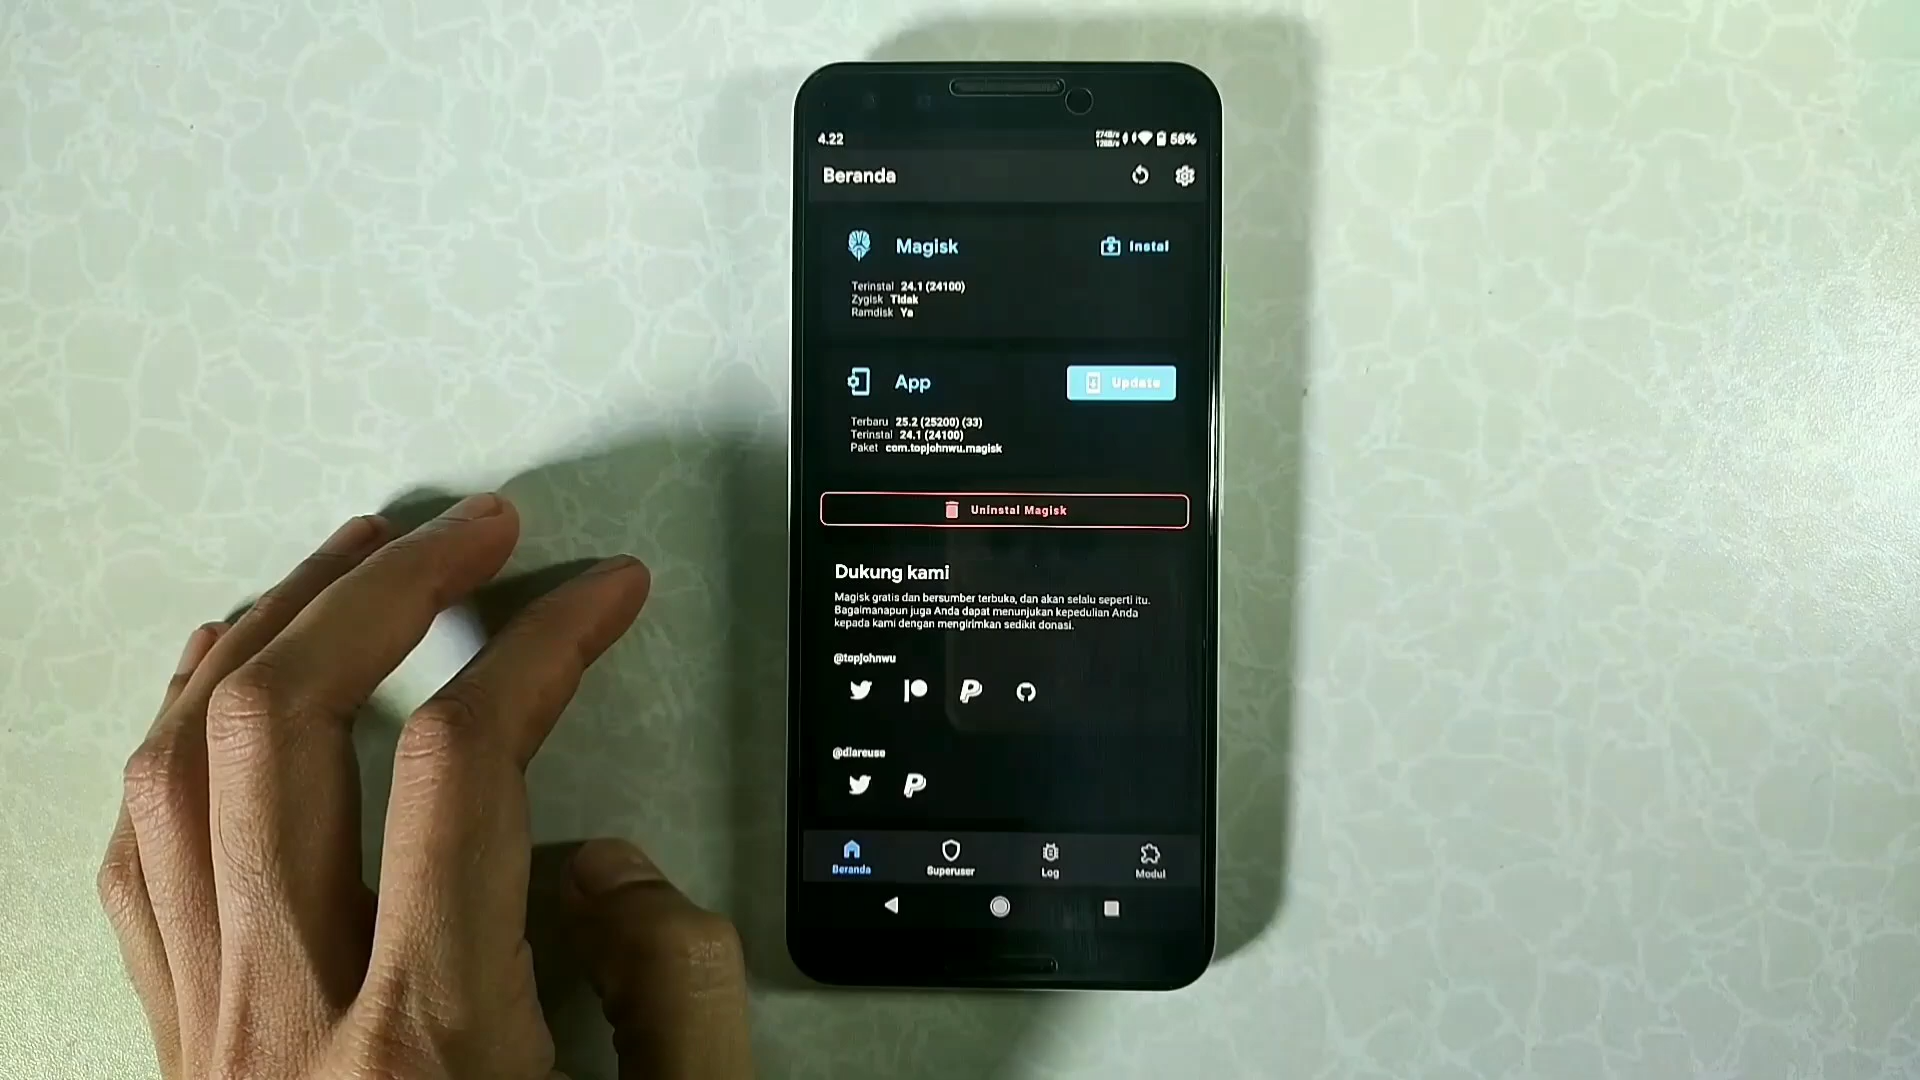 4.22
58%
Beranda
Magisk
Instal
Terinstal 24.1 (24100)
Zygisk Tidak
Ramdisk Ya
App
Update
Terbaru 25.2 (25200) (33)
Terinstal 24.1 (24100)
Paket com.topjohnwu.magisk
Uninstal Magisk
Dukung kami
Magisk gratis dan bersumber terbuka, dan akan selalu seperti itu.
Bagaimanapun juga Anda dapat menunjukan kepedulian Anda
kepada kami dengan mengirimkan sedikit donasi.
@topjohnwu
@diareuse
Beranda
Superuser
Log
Modul